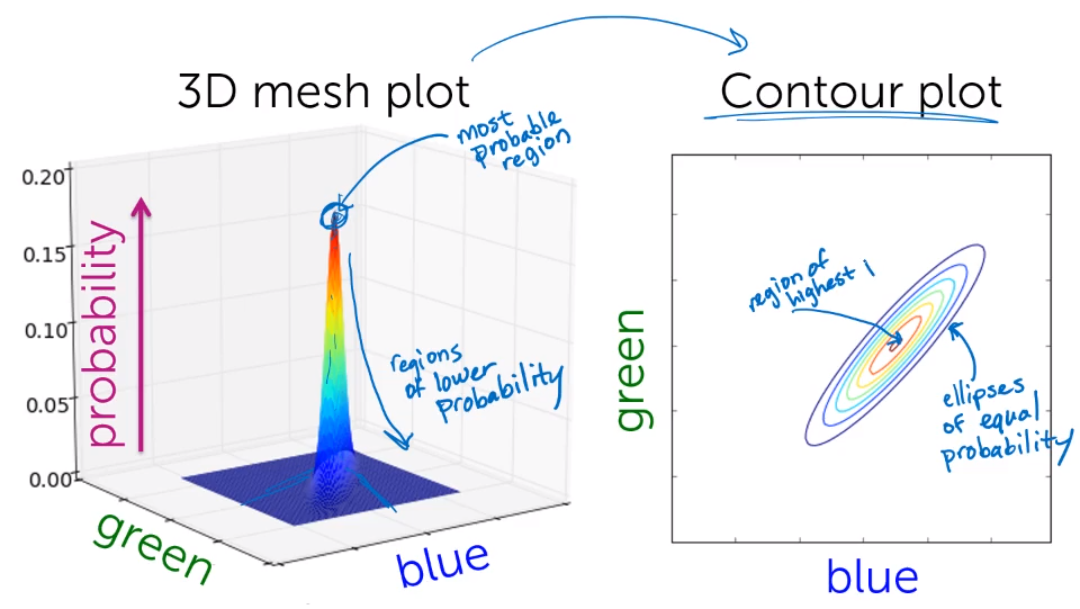 3D mesh plot
most
probable
region
0.20
0.15
0.10
0.05
0.00
probability
regions
of lower
probability
green
blue
Contour plot
region of
highest
green
ellipses
of equal
probability
blue